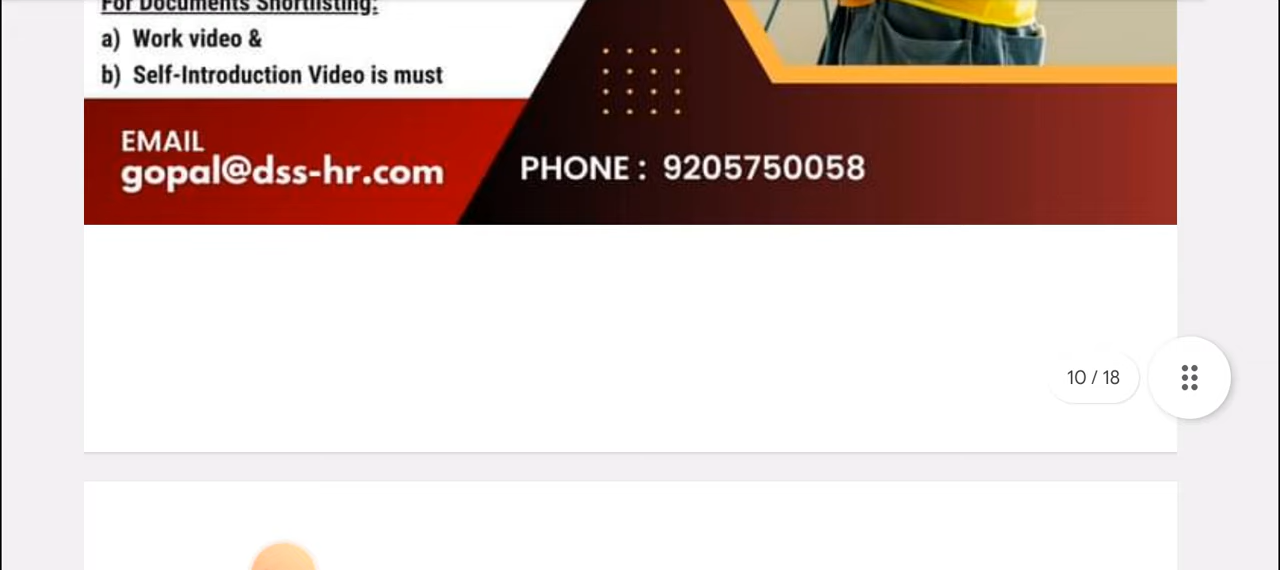 For Documents Shortlisting:
a) Work video &
b) Self-Introduction Video is must
EMAIL
gopal@dss-hr.com
PHONE : 9205750058
10 / 18